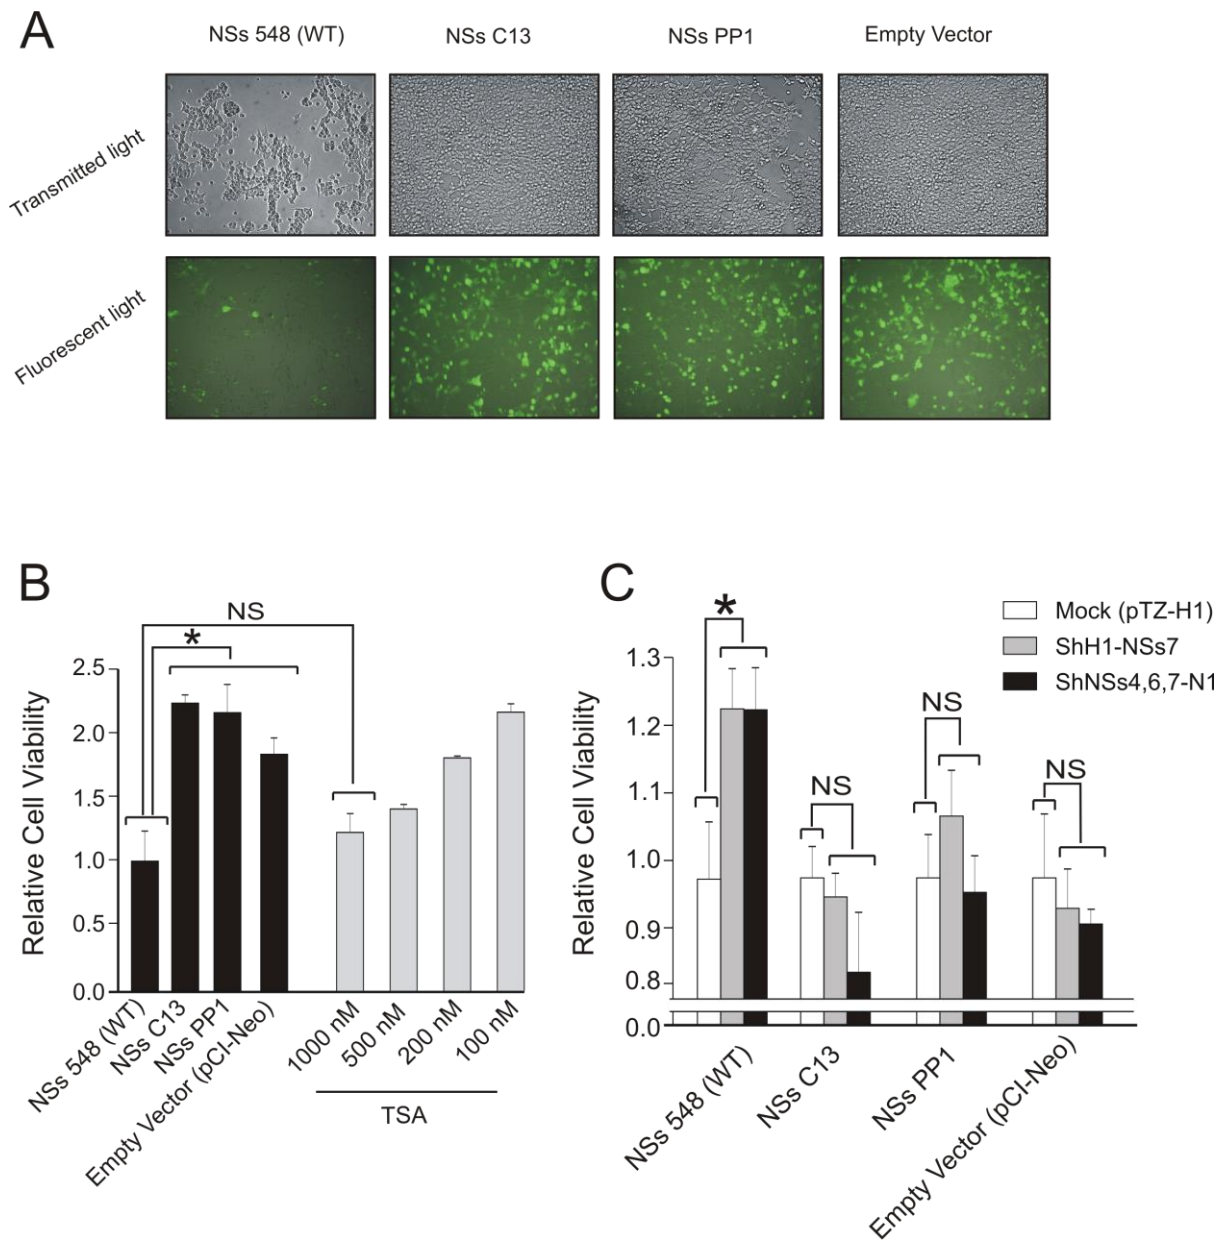 A
NSs 548 (WT)
NSs C13
NSs PP1
Empty Vector
Transmitted light
Fluorescent light
B
NS
*
Relative Cell Viability
2.5
2.0
1.5
1.0
0.5
0.0
NSs 548 (WT)
NSs C13
NSs PP1
Empty Vector (pCI-Neo)
1000 nM
500 nM
200 nM
100 nM
TSA
C
Mock (pTZ-H1)
ShH1-NSs7
ShNSs4,6,7-N1
*
NS
NS
NS
Relative Cell Viability
1.3
1.2
1.1
1.0
0.9
0.8
0.0
NSs 548 (WT)
NSs C13
NSs PP1
Empty Vector (pCI-Neo)